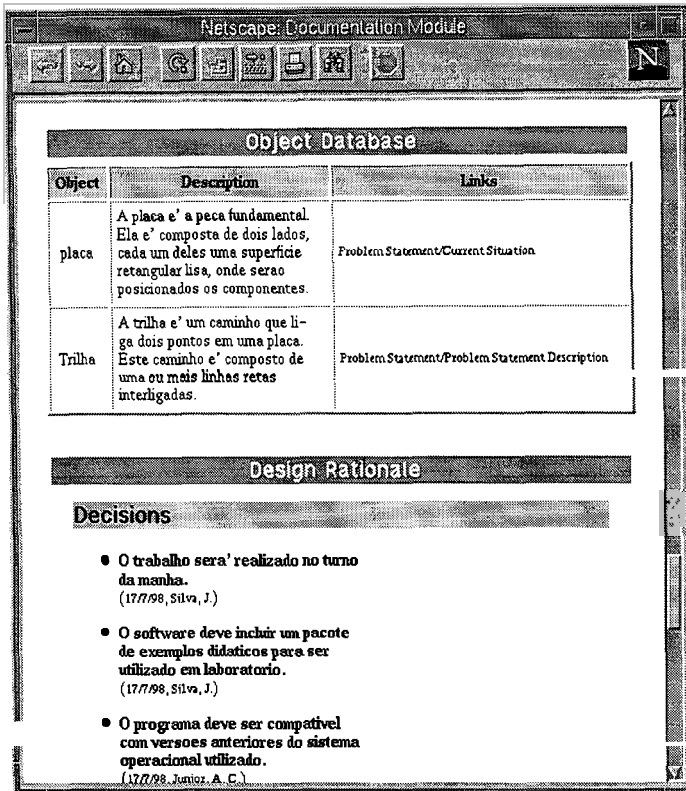 Netscape: Documentation Module
N
Object Database
Object Description Links
placa
A placa e' a peca fundamental.
Ela e' composta de dois lados,
cada um deles uma superficie
retangular lisa, onde serao
posicionados os componentes.
Problem Statement/Current Situation
Trilha
A trilha e' um caminho que li-
ga dois pontos em uma placa.
Este caminho e' composto de
uma ou mais linhas retas
interligadas.
Problem Statement/Problem Statement Description
Design Rationale
Decisions
• O trabalho sera' realizado no turno
da manha.
(17/7/98, Silva, J.)
• O software deve incluir um pacote
de exemplos didaticos para ser
utilizado em laboratorio.
(17/7/98, Silva, J.)
• O programa deve ser compativel
com versoes anteriores do sistema
operacional utilizado.
(17/7/98, Junior, A. C.)